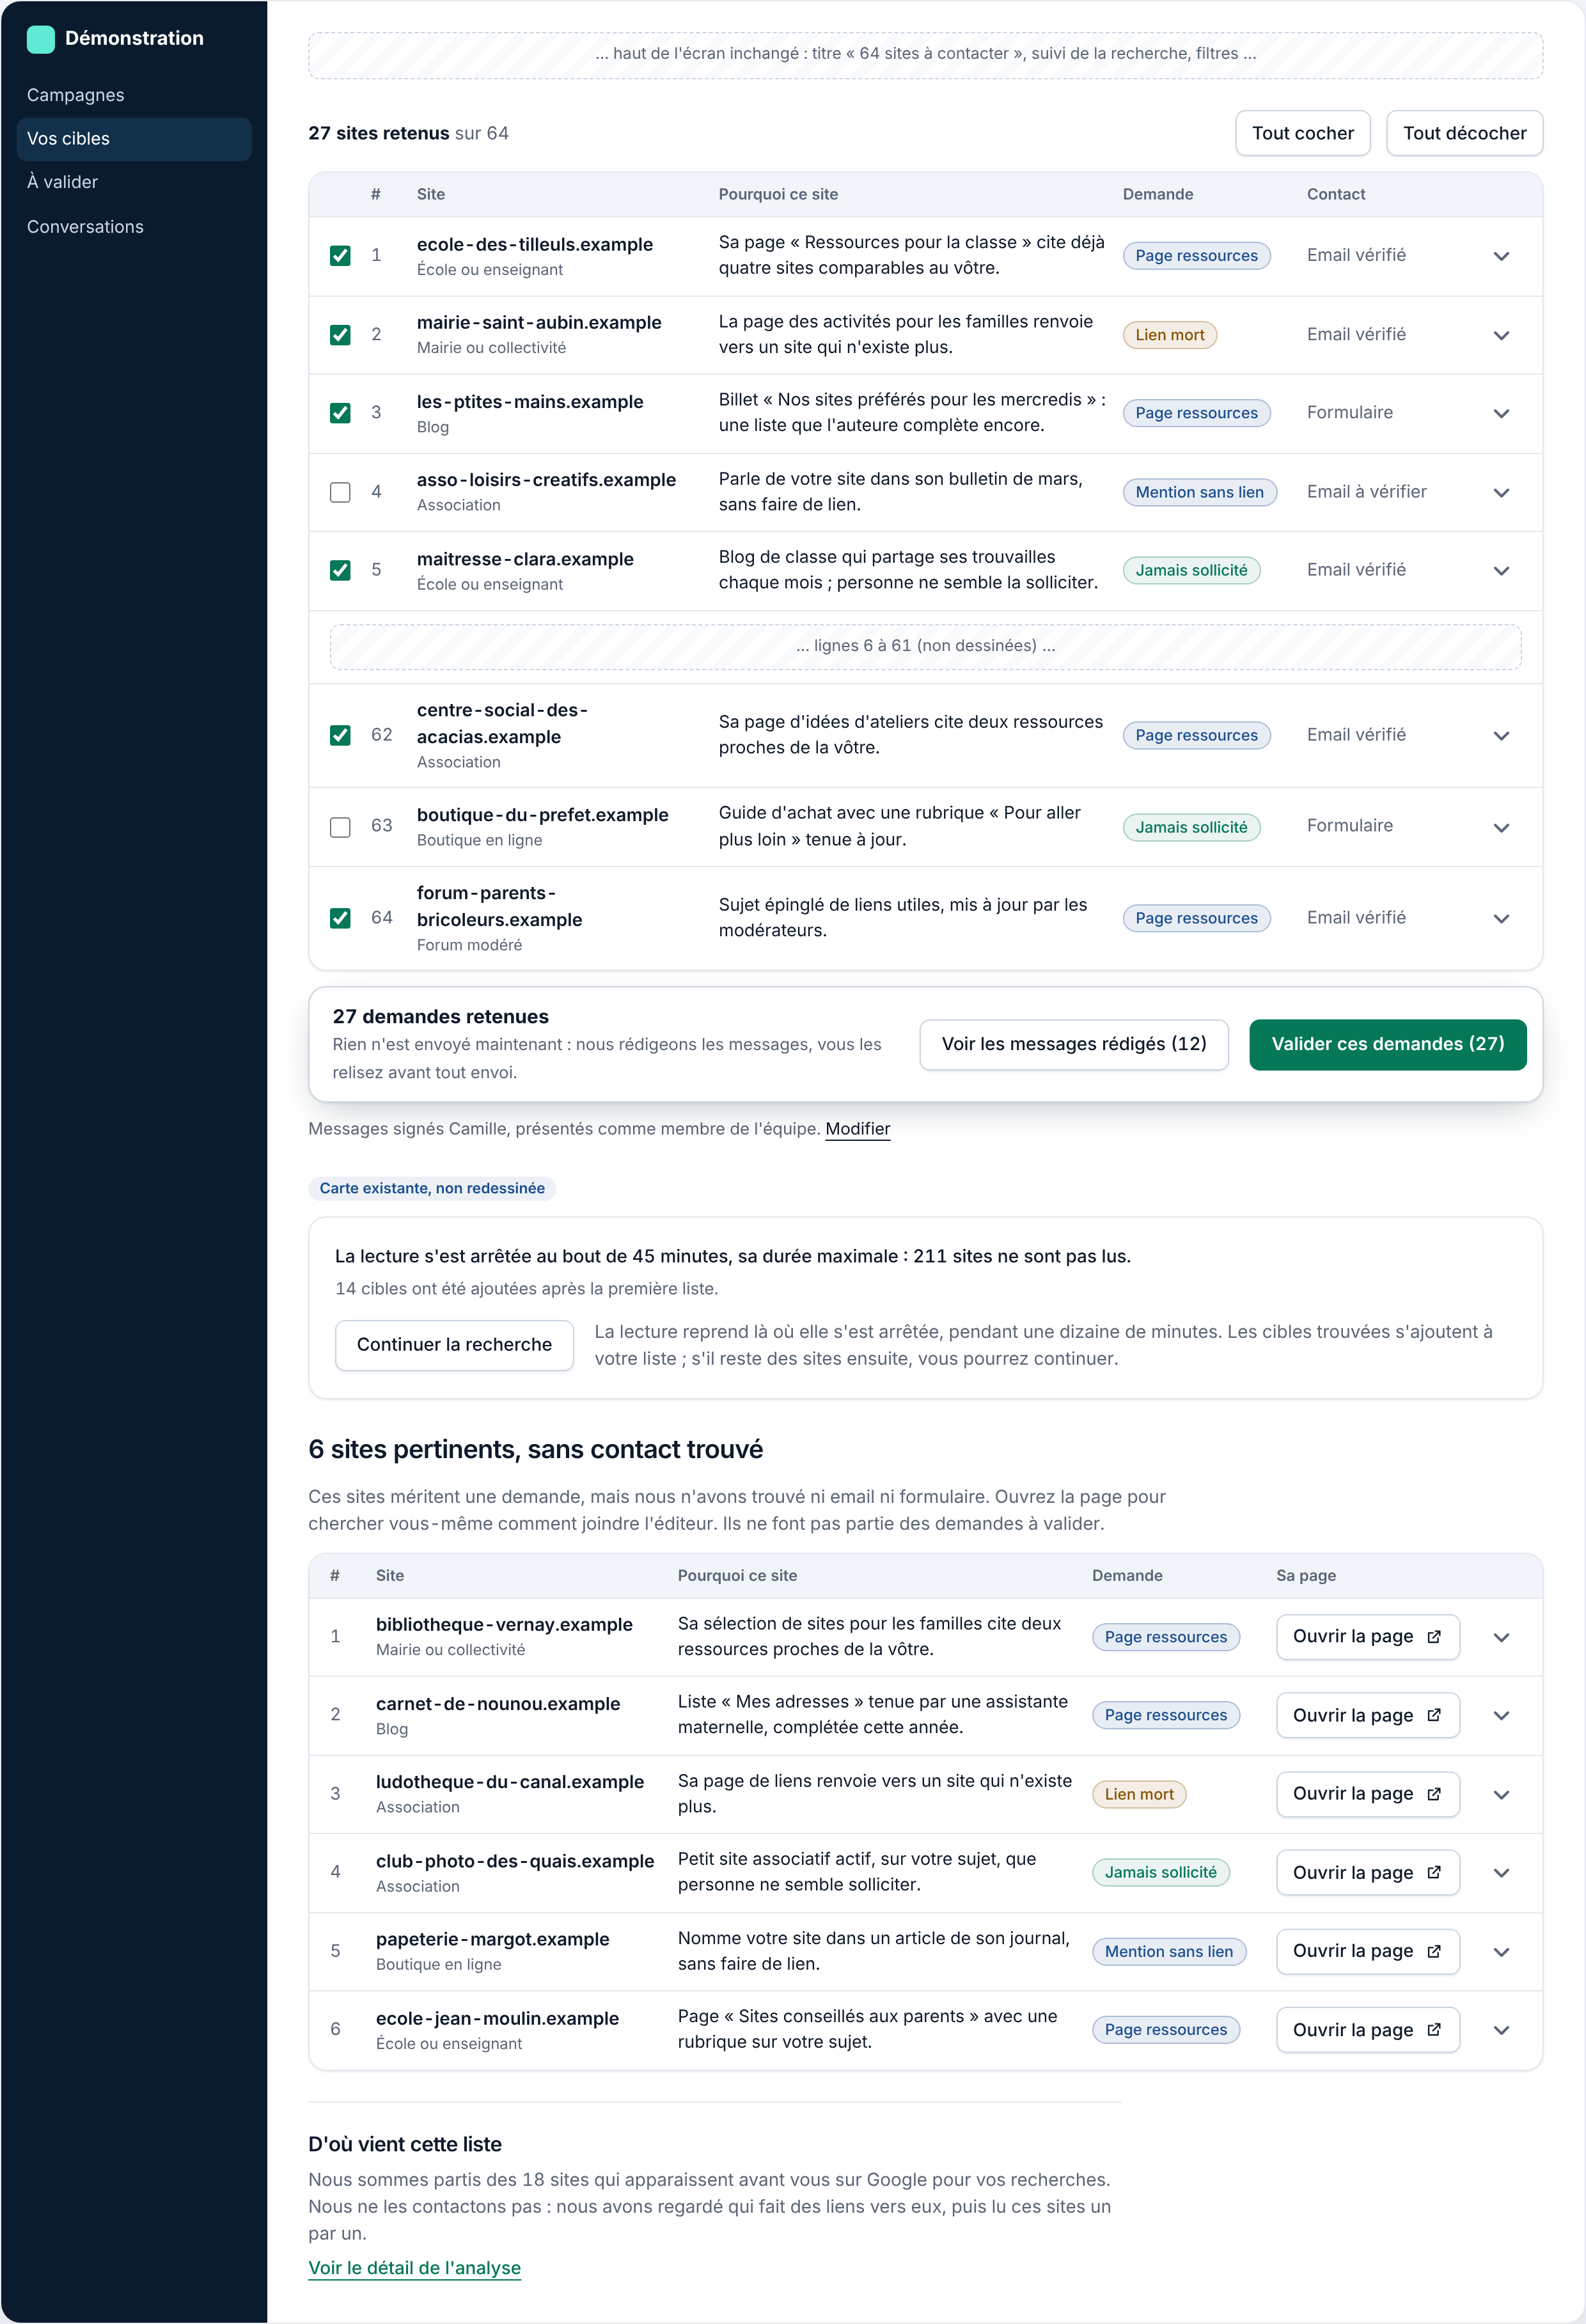 Démonstration
Campagnes
Vos cibles
À valider
Conversations
... haut de l'écran inchangé : titre « 64 sites à contacter », suivi de la recherche, filtres ...
27 sites retenus sur 64
Tout cocher
Tout décocher
# Site Pourquoi ce site Demande Contact
1
ecole-des-tilleuls.example
École ou enseignant
Sa page « Ressources pour la classe » cite déjà
quatre sites comparables au vôtre.
Page ressources
Email vérifié
2
mairie-saint-aubin.example
Mairie ou collectivité
La page des activités pour les familles renvoie
vers un site qui n'existe plus.
Lien mort
Email vérifié
3
les-ptites-mains.example
Blog
Billet « Nos sites préférés pour les mercredis » :
une liste que l'auteure complète encore.
Page ressources
Formulaire
4
asso-loisirs-creatifs.example
Association
Parle de votre site dans son bulletin de mars,
sans faire de lien.
Mention sans lien
Email à vérifier
5
maitresse-clara.example
École ou enseignant
Blog de classe qui partage ses trouvailles
chaque mois ; personne ne semble la solliciter.
Jamais sollicité
Email vérifié
... lignes 6 à 61 (non dessinées) ...
62
centre-social-des-
acacias.example
Association
Sa page d'idées d'ateliers cite deux ressources
proches de la vôtre.
Page ressources
Email vérifié
63
boutique-du-prefet.example
Boutique en ligne
Guide d'achat avec une rubrique « Pour aller
plus loin » tenue à jour.
Jamais sollicité
Formulaire
64
forum-parents-
bricoleurs.example
Forum modéré
Sujet épinglé de liens utiles, mis à jour par les
modérateurs.
Page ressources
Email vérifié
27 demandes retenues
Rien n'est envoyé maintenant : nous rédigeons les messages, vous les
relisez avant tout envoi.
Voir les messages rédigés (12)
Valider ces demandes (27)
Messages signés Camille, présentés comme membre de l'équipe. Modifier
Carte existante, non redessinée
La lecture s'est arrêtée au bout de 45 minutes, sa durée maximale : 211 sites ne sont pas lus.
14 cibles ont été ajoutées après la première liste.
Continuer la recherche
La lecture reprend là où elle s'est arrêtée, pendant une dizaine de minutes. Les cibles trouvées s'ajoutent à
votre liste ; s'il reste des sites ensuite, vous pourrez continuer.
6 sites pertinents, sans contact trouvé
Ces sites méritent une demande, mais nous n'avons trouvé ni email ni formulaire. Ouvrez la page pour
chercher vous-même comment joindre l'éditeur. Ils ne font pas partie des demandes à valider.
# Site Pourquoi ce site Demande Sa page
1
bibliotheque-vernay.example
Mairie ou collectivité
Sa sélection de sites pour les familles cite deux
ressources proches de la vôtre.
Page ressources
Ouvrir la page
2
carnet-de-nounou.example
Blog
Liste « Mes adresses » tenue par une assistante
maternelle, complétée cette année.
Page ressources
Ouvrir la page
3
ludotheque-du-canal.example
Association
Sa page de liens renvoie vers un site qui n'existe
plus.
Lien mort
Ouvrir la page
4
club-photo-des-quais.example
Association
Petit site associatif actif, sur votre sujet, que
personne ne semble solliciter.
Jamais sollicité
Ouvrir la page
5
papeterie-margot.example
Boutique en ligne
Nomme votre site dans un article de son journal,
sans faire de lien.
Mention sans lien
Ouvrir la page
6
ecole-jean-moulin.example
École ou enseignant
Page « Sites conseillés aux parents » avec une
rubrique sur votre sujet.
Page ressources
Ouvrir la page
D'où vient cette liste
Nous sommes partis des 18 sites qui apparaissent avant vous sur Google pour vos recherches.
Nous ne les contactons pas : nous avons regardé qui fait des liens vers eux, puis lu ces sites un
par un.
Voir le détail de l'analyse